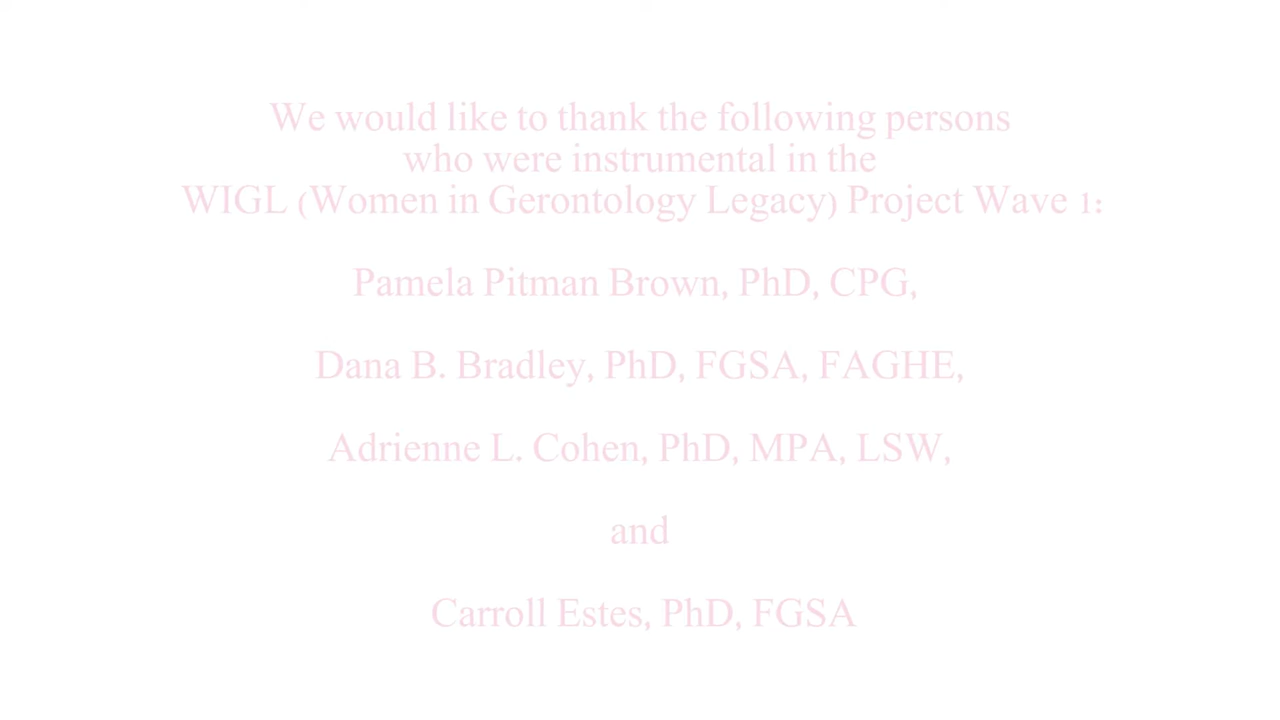 We would like to thank the following persons
who were instrumental in the
WIGL (Women in Gerontology Legacy) Project Wave 1:
Pamela Pitman Brown, PhD, CPG,
Dana B. Bradley, PhD, FGSA, FAGHE,
Adrienne L. Cohen, PhD, MPA, LSW,
and
Carroll Estes, PhD, FGSA